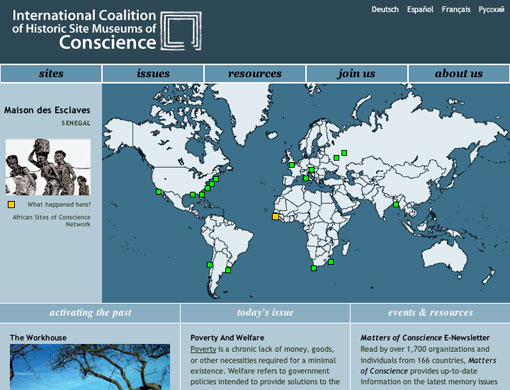 International Coalition
of Historic Site Museums of
Conscience
Deutsch Español Français Русский
sites issues resources join us about us
Maison des Esclaves
SENEGAL
What happened here?
African Sites of Conscience
Network
activating the past today's issue events & resources
The Workhouse
Poverty And Welfare
Poverty is a chronic lack of money, goods,
or other necessities required for a minimal
existence. Welfare refers to government
policies intended to provide solutions to the
Matters of Conscience E-Newsletter
Read by over 1,700 organizations and
individuals from 166 countries, Matters
of Conscience provides up-to-date
information on the latest memory issues